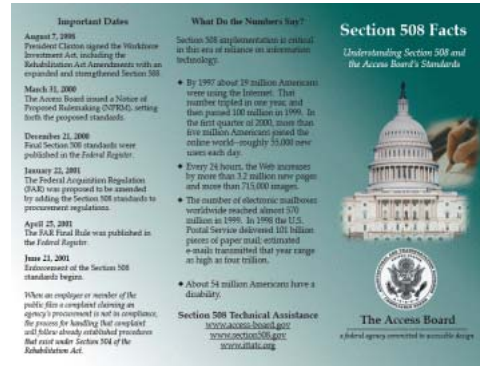 Important Dates
August 7, 1998
President Clinton signed the Workforce
Investment Act, including the
Rehabilitation Act Amendments with an
expanded and strengthened Section 508
March 31, 2000
The Access Board issued a Notice of
Proposed Rulemaking (NPRM), setting
forth the proposed standards.
December 21, 2000
Final Section 508 standards were
published in the Federal Register.
January 22, 2001
The Federal Acquisition Regulation
(FAR) was proposed to be amended
by adding the Section 508 standards to
procurement regulations.
April 25, 2001
The FAR Final Rule was published in
the Federal Register.
June 21, 2001
Enforcement of the Section 508
standards begins.
When an employee or member of the
public files a complaint claiming an
agency's procurement is not in compliance,
the process for handling that complaint
will follow already established procedures
that exist under Section 504 of the
Rehabilitation Act.
What Do the Numbers Say?
Section 508 implementation is critical
in this era of reliance on information
technology.
◆ By 1997 about 19 million Americans
were using the Internet. That
number tripled in one year, and
then passed 100 million in 1999. In
the first quarter of 2000, more than
five million Americans joined the
online world--roughly 55,000 new
users each day.
◆ Every 24 hours, the Web increases
by more than 3.2 million new pages
and more than 715,000 images.
◆ The number of electronic mailboxes
worldwide reached almost 570
million in 1999. In 1998 the U.S.
Postal Service delivered 101 billion
pieces of paper mail; estimated
e-mails transmitted that year range
as high as four trillion.
◆ About 54 million Americans have a
disability.
Section 508 Technical Assistance
www.access-board.gov
www.section508.gov
www.ittatc.org
Section 508 Facts
Understanding Section 508 and
the Access Board's Standards
The Access Board
a federal agency committed to accessible design